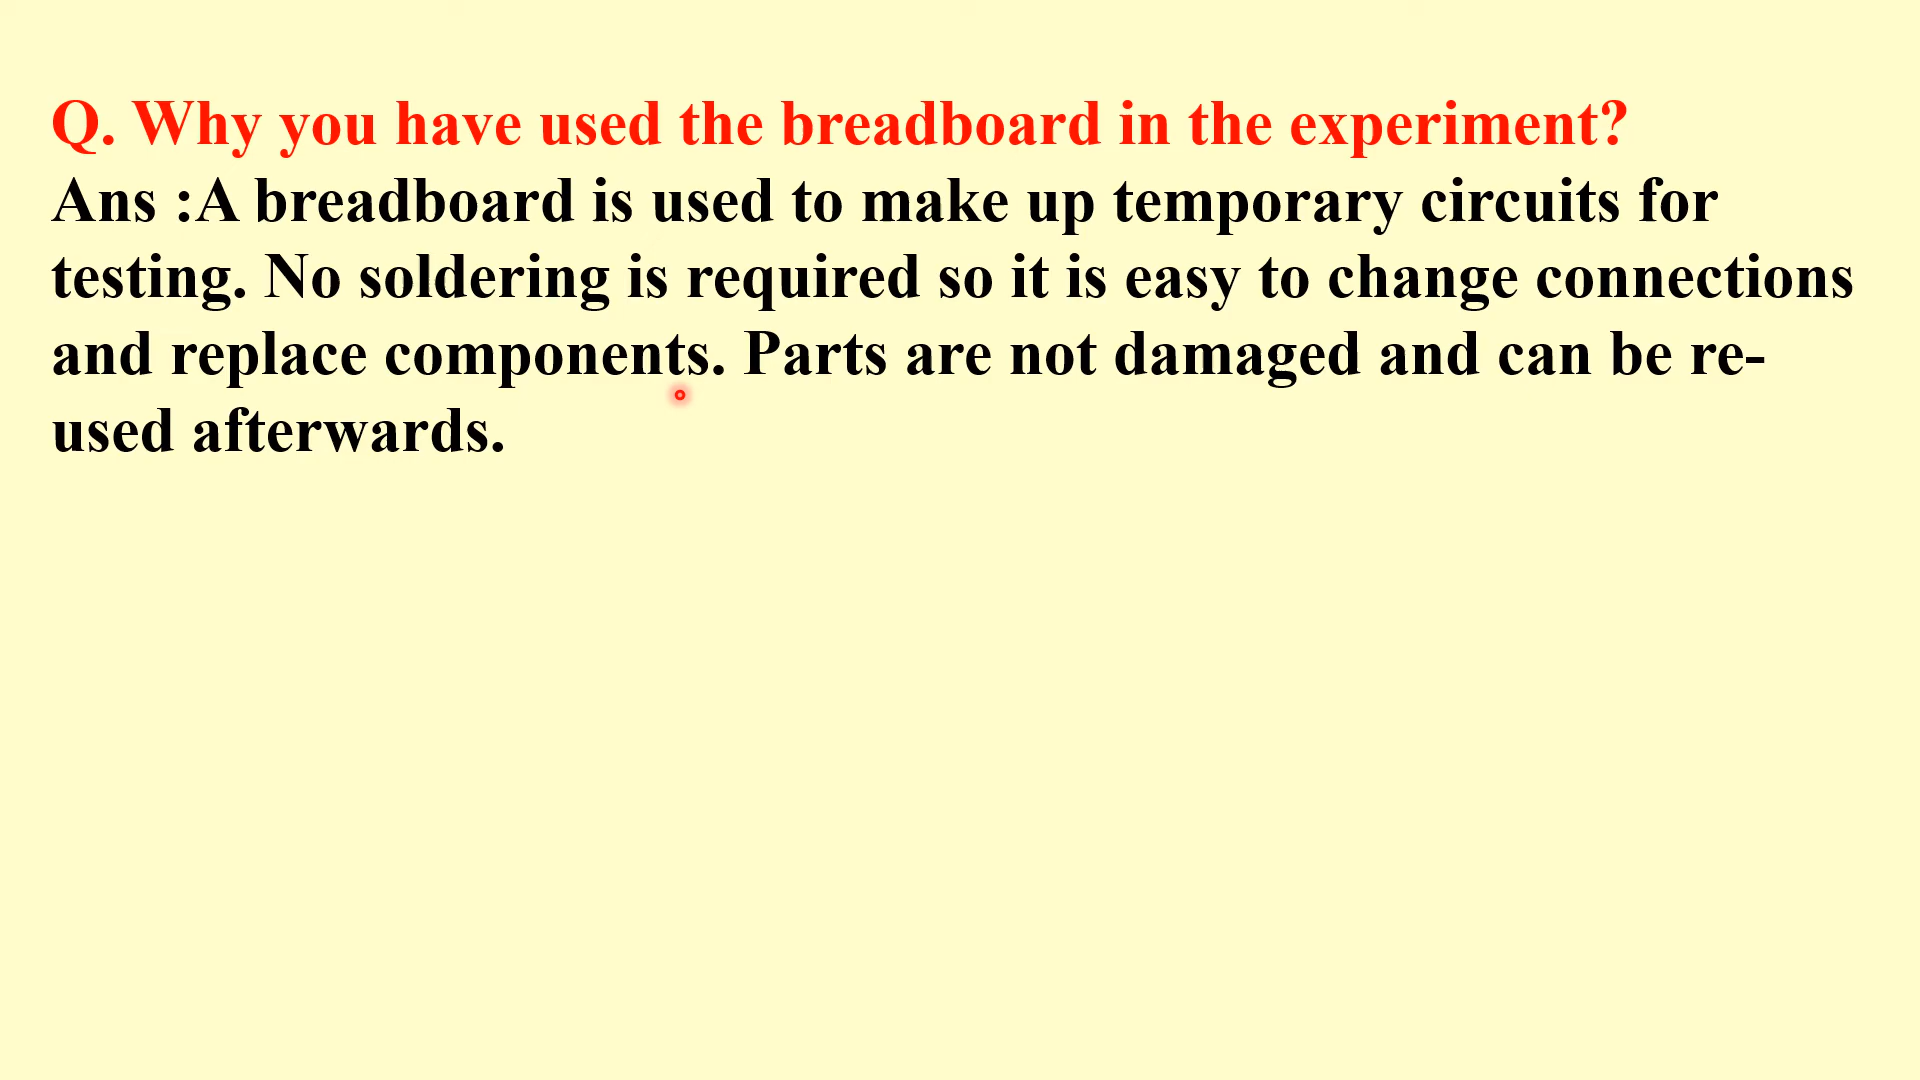 Q. Why you have used the breadboard in the experiment?
Ans :A breadboard is used to make up temporary circuits for
testing. No soldering is required so it is easy to change connections
and replace components. Parts are not damaged and can be re-
used afterwards.